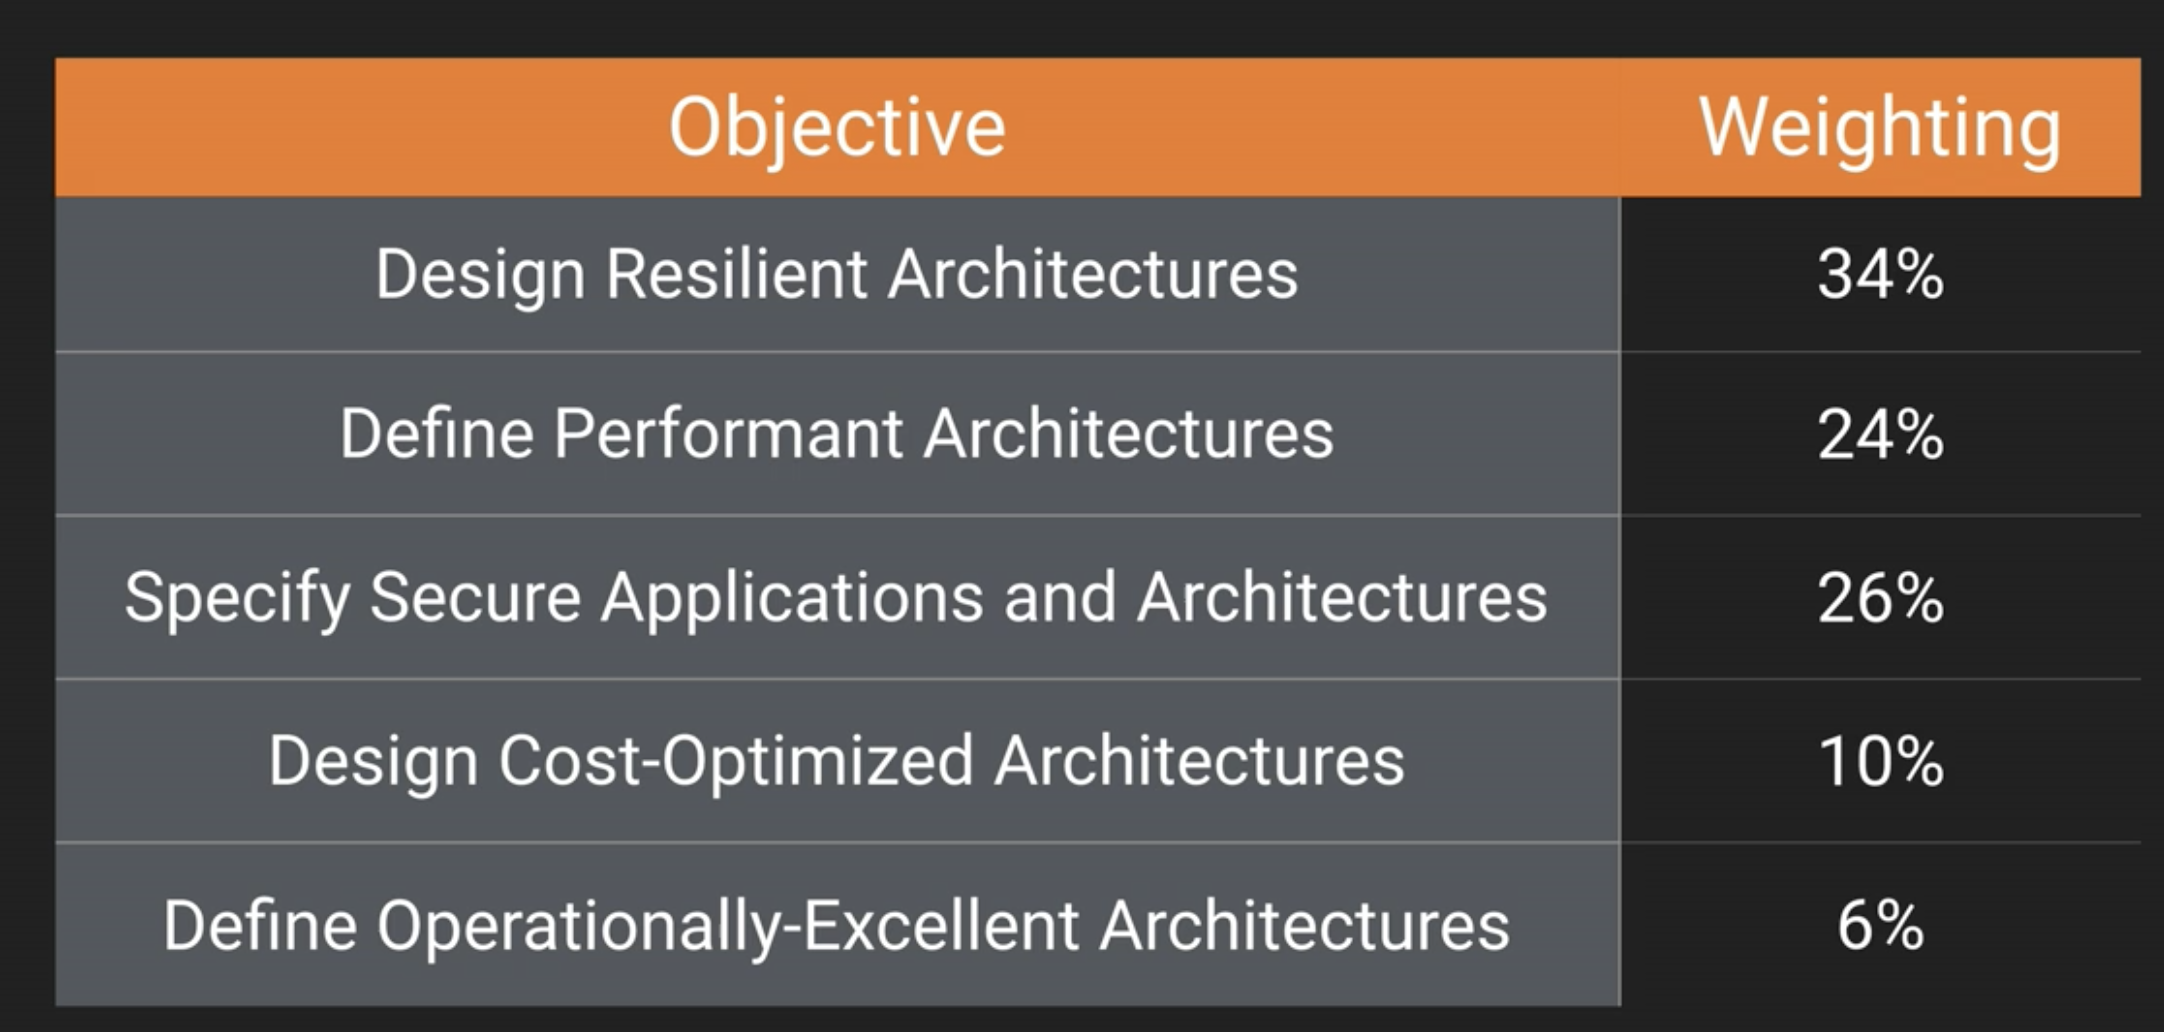 Objective Weighting
Design Resilient Architectures 34%
Define Performant Architectures 24%
Specify Secure Applications and Architectures 26%
Design Cost-Optimized Architectures 10%
Define Operationally-Excellent Architectures 6%